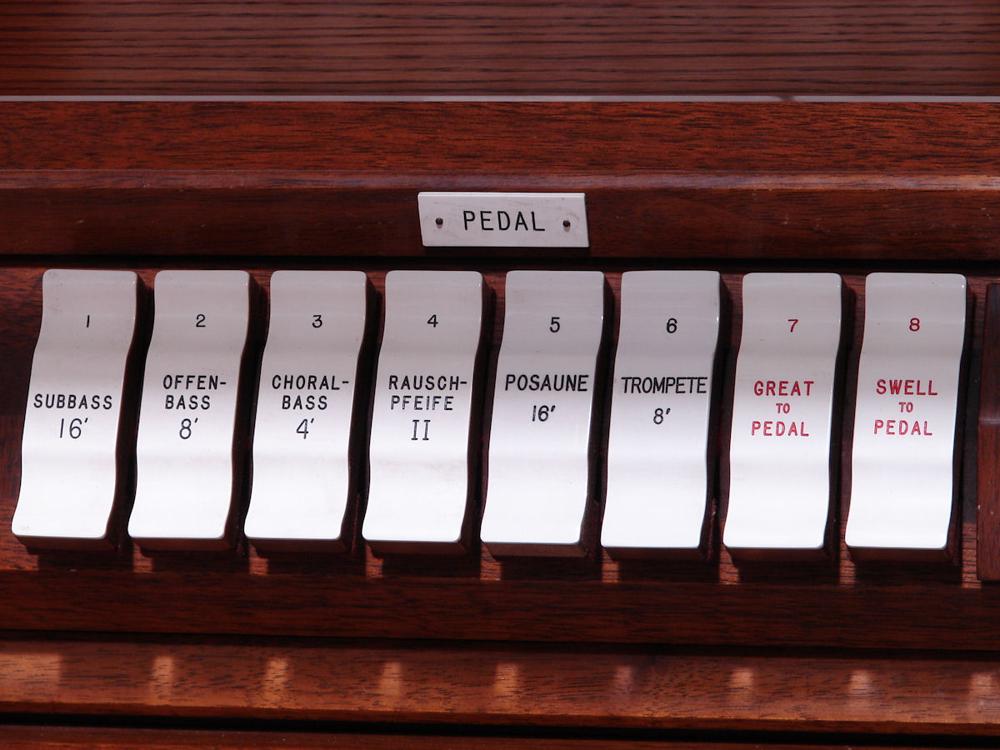 PEDAL
1
SUBBASS
16'
2
OFFEN-
BASS
8'
3
CHORAL-
BASS
4'
4
RAUSCH-
PFEIFE
II
5
POSAUNE
16'
6
TROMPETE
8'
7
GREAT
TO
PEDAL
8
SWELL
TO
PEDAL